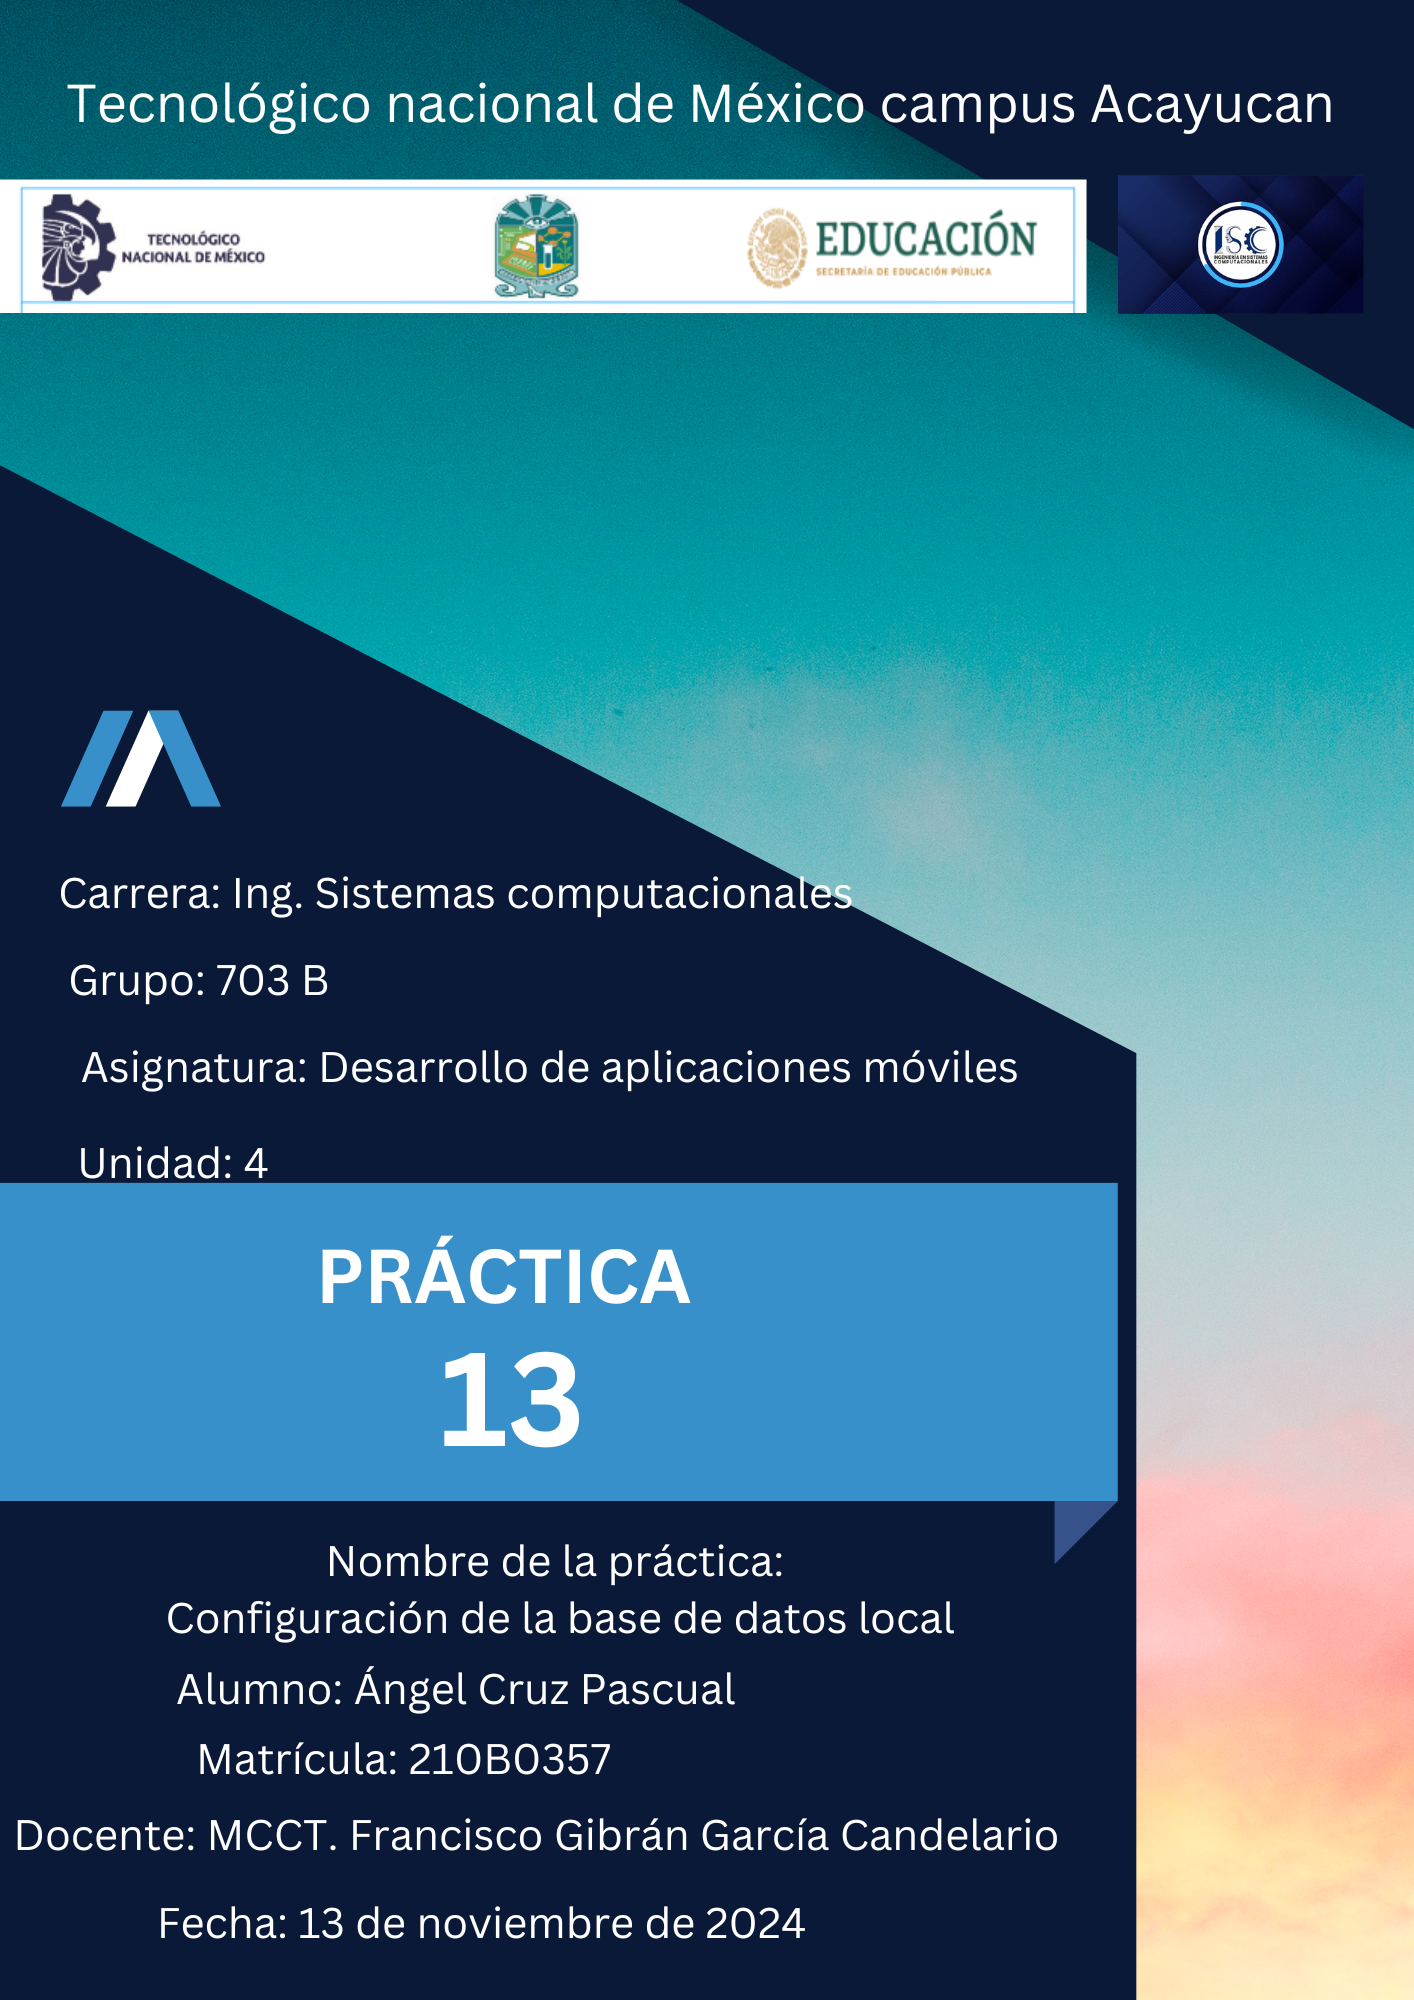 Tecnológico nacional de México campus Acayucan
TECNOLÓGICO
NACIONAL DE MÉXICO
EDUCACIÓN
SECRETARÍA DE EDUCACIÓN PÚBLICA
ISC
INGENIERÍA EN SISTEMAS
COMPUTACIONALES
Carrera: Ing. Sistemas computacionales
Grupo: 703 B
Asignatura: Desarrollo de aplicaciones móviles
Unidad: 4
PRÁCTICA
13
Nombre de la práctica:
Configuración de la base de datos local
Alumno: Ángel Cruz Pascual
Matrícula: 210B0357
Docente: MCCT. Francisco Gibrán García Candelario
Fecha: 13 de noviembre de 2024